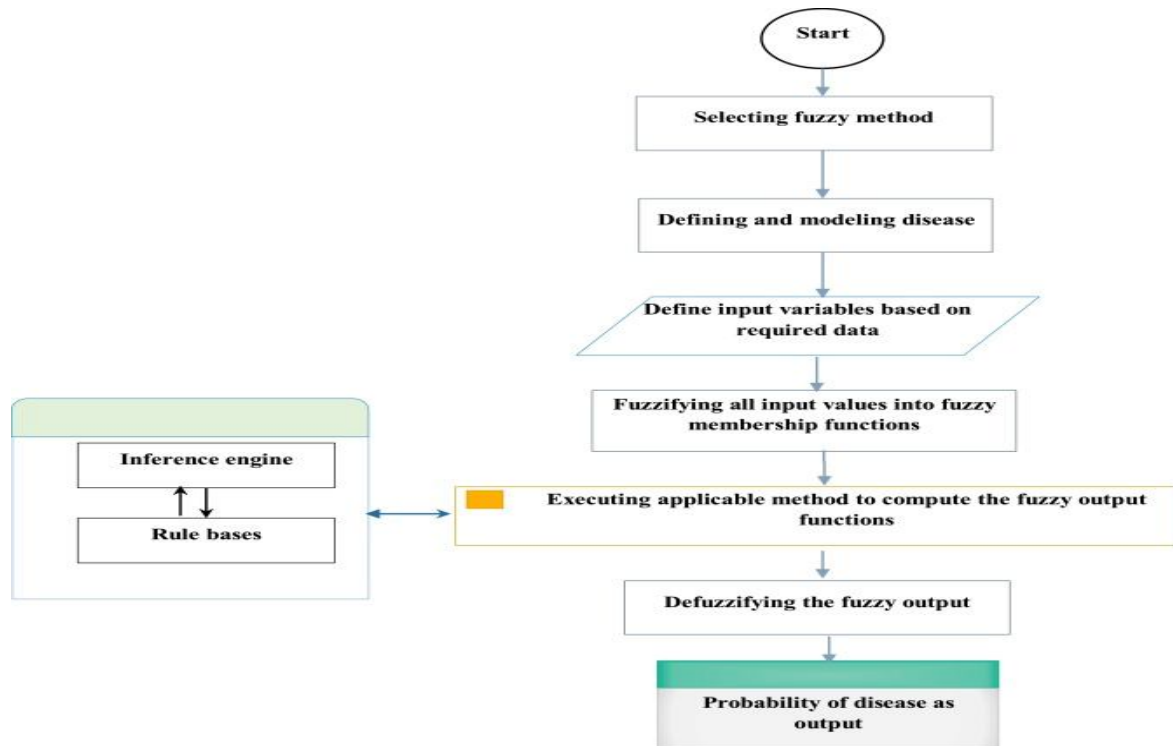 Start
Selecting fuzzy method
Defining and modeling disease
Define input variables based on
required data
Fuzzifying all input values into fuzzy
membership functions
Inference engine
Rule bases
Executing applicable method to compute the fuzzy output
functions
Defuzzifying the fuzzy output
Probability of disease as
output